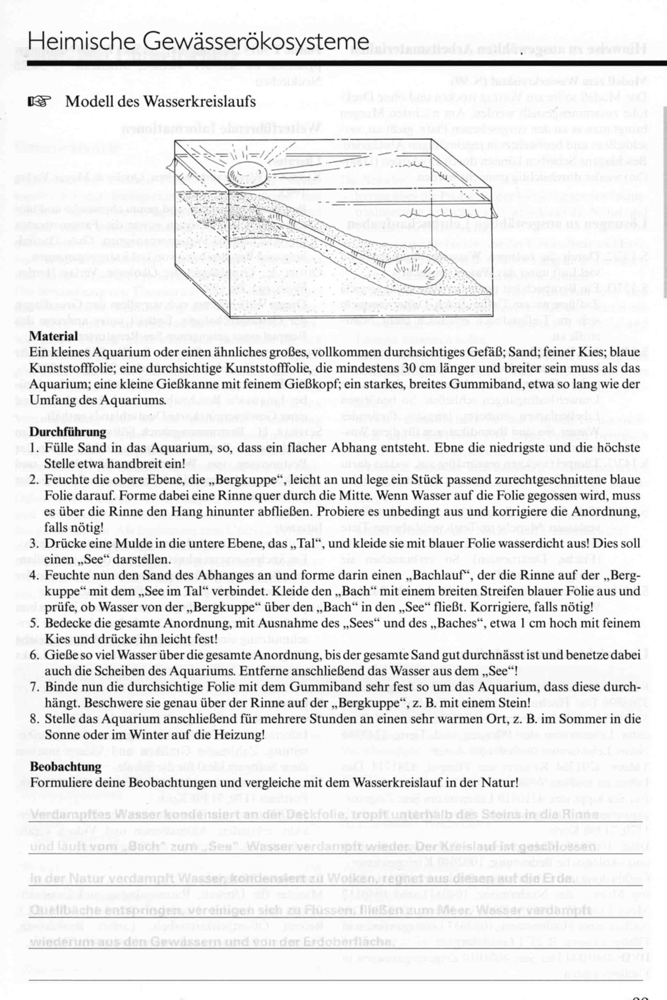 Heimische Gewässerökosysteme
☞ Modell des Wasserkreislaufs
Material
Ein kleines Aquarium oder einen ähnliches großes, vollkommen durchsichtiges Gefäß; Sand; feiner Kies; blaue
Kunststofffolie; eine durchsichtige Kunststofffolie, die mindestens 30 cm länger und breiter sein muss als das
Aquarium; eine kleine Gießkanne mit feinem Gießkopf; ein starkes, breites Gummiband, etwa so lang wie der
Umfang des Aquariums.
Durchführung
1. Fülle Sand in das Aquarium, so, dass ein flacher Abhang entsteht. Ebne die niedrigste und die höchste
Stelle etwa handbreit ein!
2. Feuchte die obere Ebene, die „Bergkuppe“, leicht an und lege ein Stück passend zurechtgeschnittene blaue
Folie darauf. Forme dabei eine Rinne quer durch die Mitte. Wenn Wasser auf die Folie gegossen wird, muss
es über die Rinne den Hang hinunter abfließen. Probiere es unbedingt aus und korrigiere die Anordnung,
falls nötig!
3. Drücke eine Mulde in die untere Ebene, das „Tal“, und kleide sie mit blauer Folie wasserdicht aus! Dies soll
einen „See“ darstellen.
4. Feuchte nun den Sand des Abhanges an und forme darin einen „Bachlauf“, der die Rinne auf der „Berg-
kuppe“ mit dem „See im Tal“ verbindet. Kleide den „Bach“ mit einem breiten Streifen blauer Folie aus und
prüfe, ob Wasser von der „Bergkuppe“ über den „Bach“ in den „See“ fließt. Korrigiere, falls nötig!
5. Bedecke die gesamte Anordnung, mit Ausnahme des „Sees“ und des „Baches“, etwa 1 cm hoch mit feinem
Kies und drücke ihn leicht fest!
6. Gieße so viel Wasser über die gesamte Anordnung, bis der gesamte Sand gut durchnässt ist und benetze dabei
auch die Scheiben des Aquariums. Entferne anschließend das Wasser aus dem „See“!
7. Binde nun die durchsichtige Folie mit dem Gummiband sehr fest so um das Aquarium, dass diese durch-
hängt. Beschwere sie genau über der Rinne auf der „Bergkuppe“, z. B. mit einem Stein!
8. Stelle das Aquarium anschließend für mehrere Stunden an einen sehr warmen Ort, z. B. im Sommer in die
Sonne oder im Winter auf die Heizung!
Beobachtung
Formuliere deine Beobachtungen und vergleiche mit dem Wasserkreislauf in der Natur!
Verdampftes Wasser kondensiert an der Deckfolie, tropft unterhalb des Steins in die Rinne
und läuft vom „Bach“ zum „See“. Wasser verdampft wieder. Der Kreislauf ist geschlossen.
In der Natur verdampft Wasser, kondensiert zu Wolken, regnet aus diesen auf die Erde.
Quellbäche entspringen, vereinigen sich zu Flüssen, fließen zum Meer. Wasser verdampft
wiederum aus den Gewässern und von der Erdoberfläche.